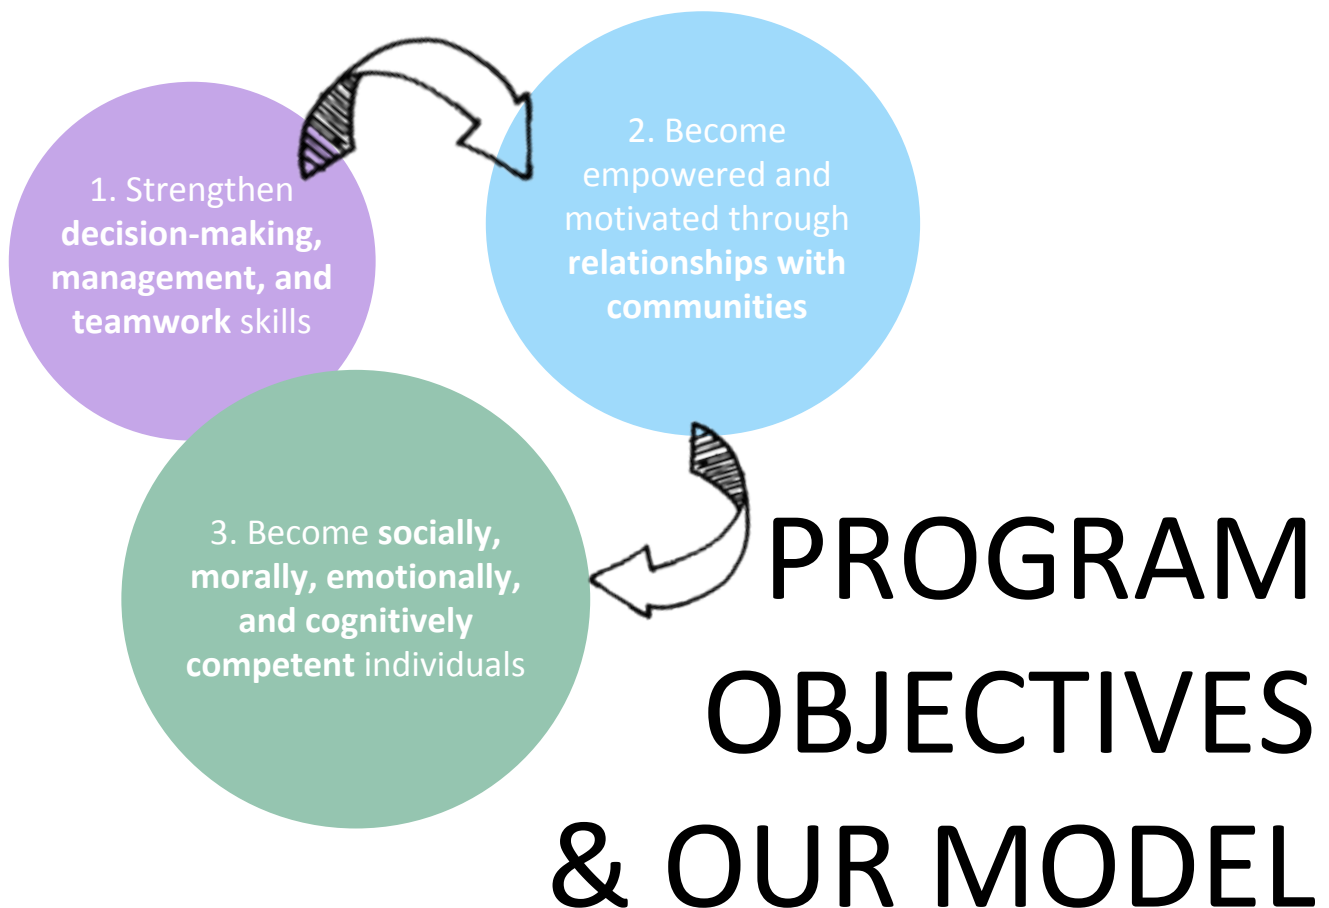 1. Strengthen
decision-making,
management, and
teamwork skills
2. Become
empowered and
motivated through
relationships with
communities
3. Become socially,
morally, emotionally,
and cognitively
competent individuals
PROGRAM
OBJECTIVES
& OUR MODEL